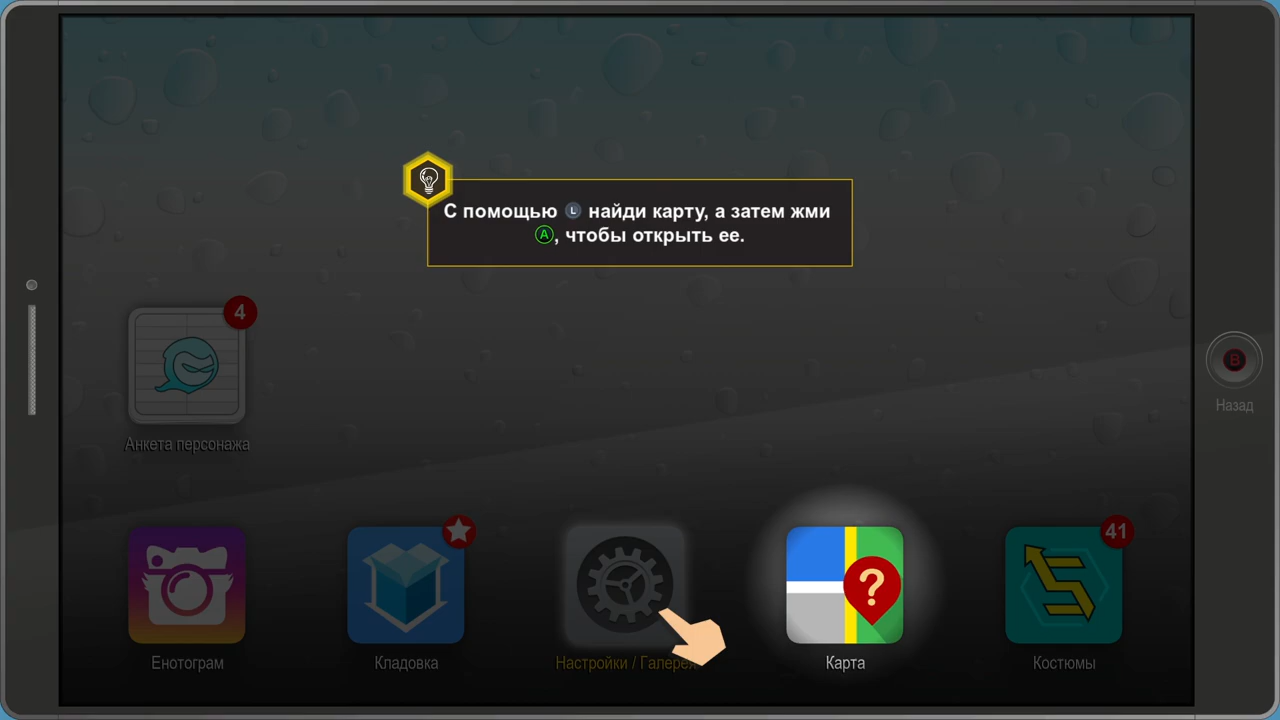 С помощью L найди карту, а затем жми
A, чтобы открыть ее.
4
Анкета персонажа
B
Назад
41
?
Енотограм
Кладовка
Настройки / Галерея
Карта
Костюмы